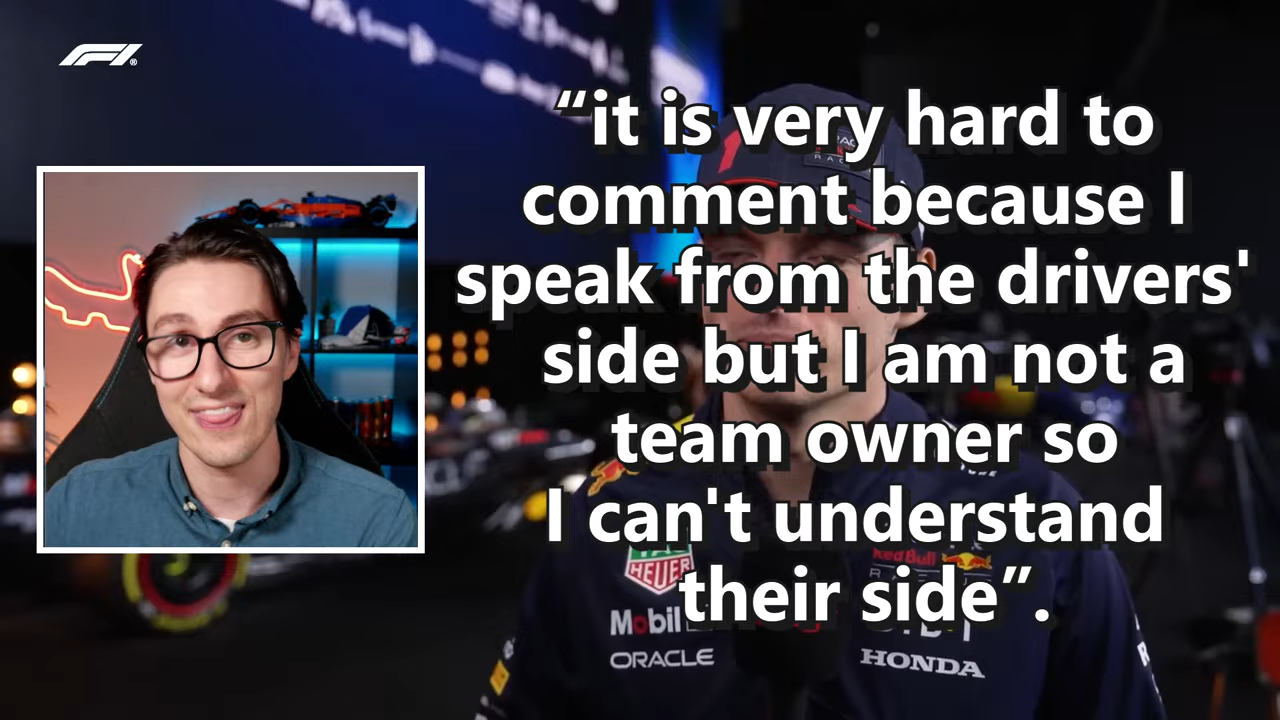 F1
“it is very hard to
comment because I
speak from the drivers'
side but I am not a
team owner so
I can't understand
their side”.
HEUER
Mobil
ORACLE
Red Bull
HONDA